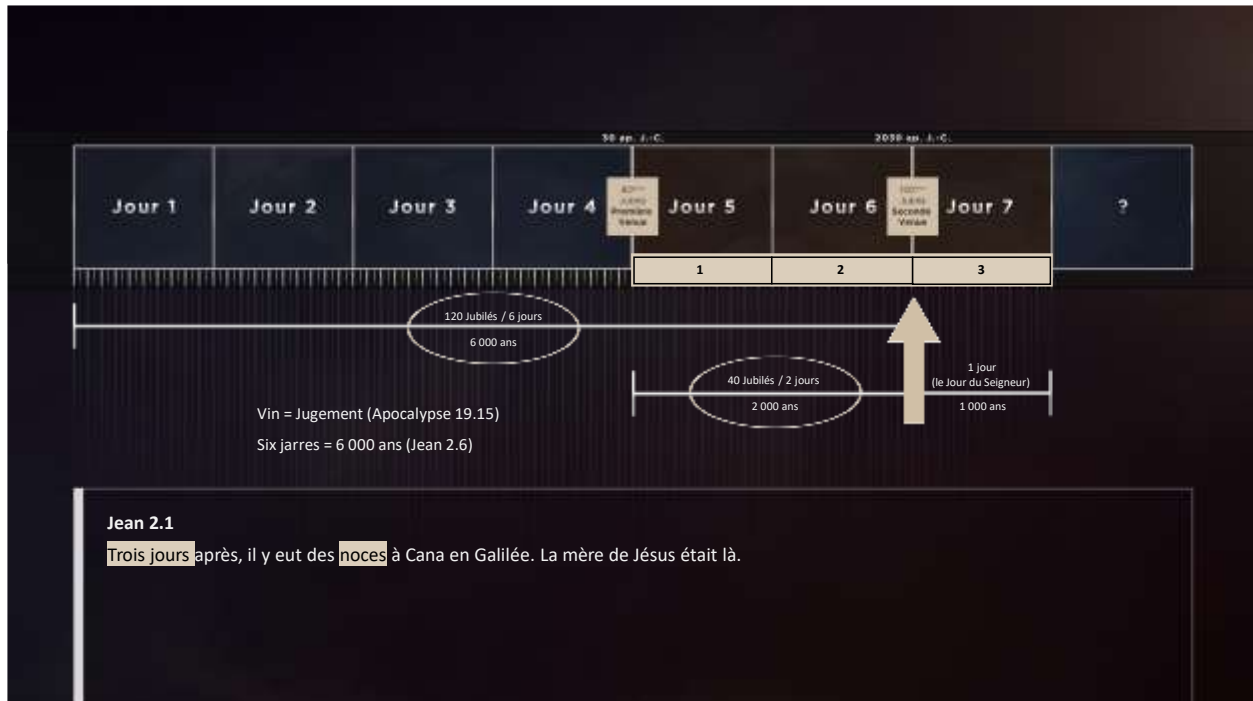 30 ap. J.-C.
2030 ap. J.-C.
Jour 1
Jour 2
Jour 3
Jour 4
Première
Venue
Jour 5
Jour 6
Seconde
Venue
Jour 7
?
1
2
3
120 Jubilés / 6 jours
6 000 ans
40 Jubilés / 2 jours
2 000 ans
1 jour
(le Jour du Seigneur)
1 000 ans
Vin = Jugement (Apocalypse 19.15)
Six jarres = 6 000 ans (Jean 2.6)
Jean 2.1
Trois jours après, il y eut des noces à Cana en Galilée. La mère de Jésus était là.